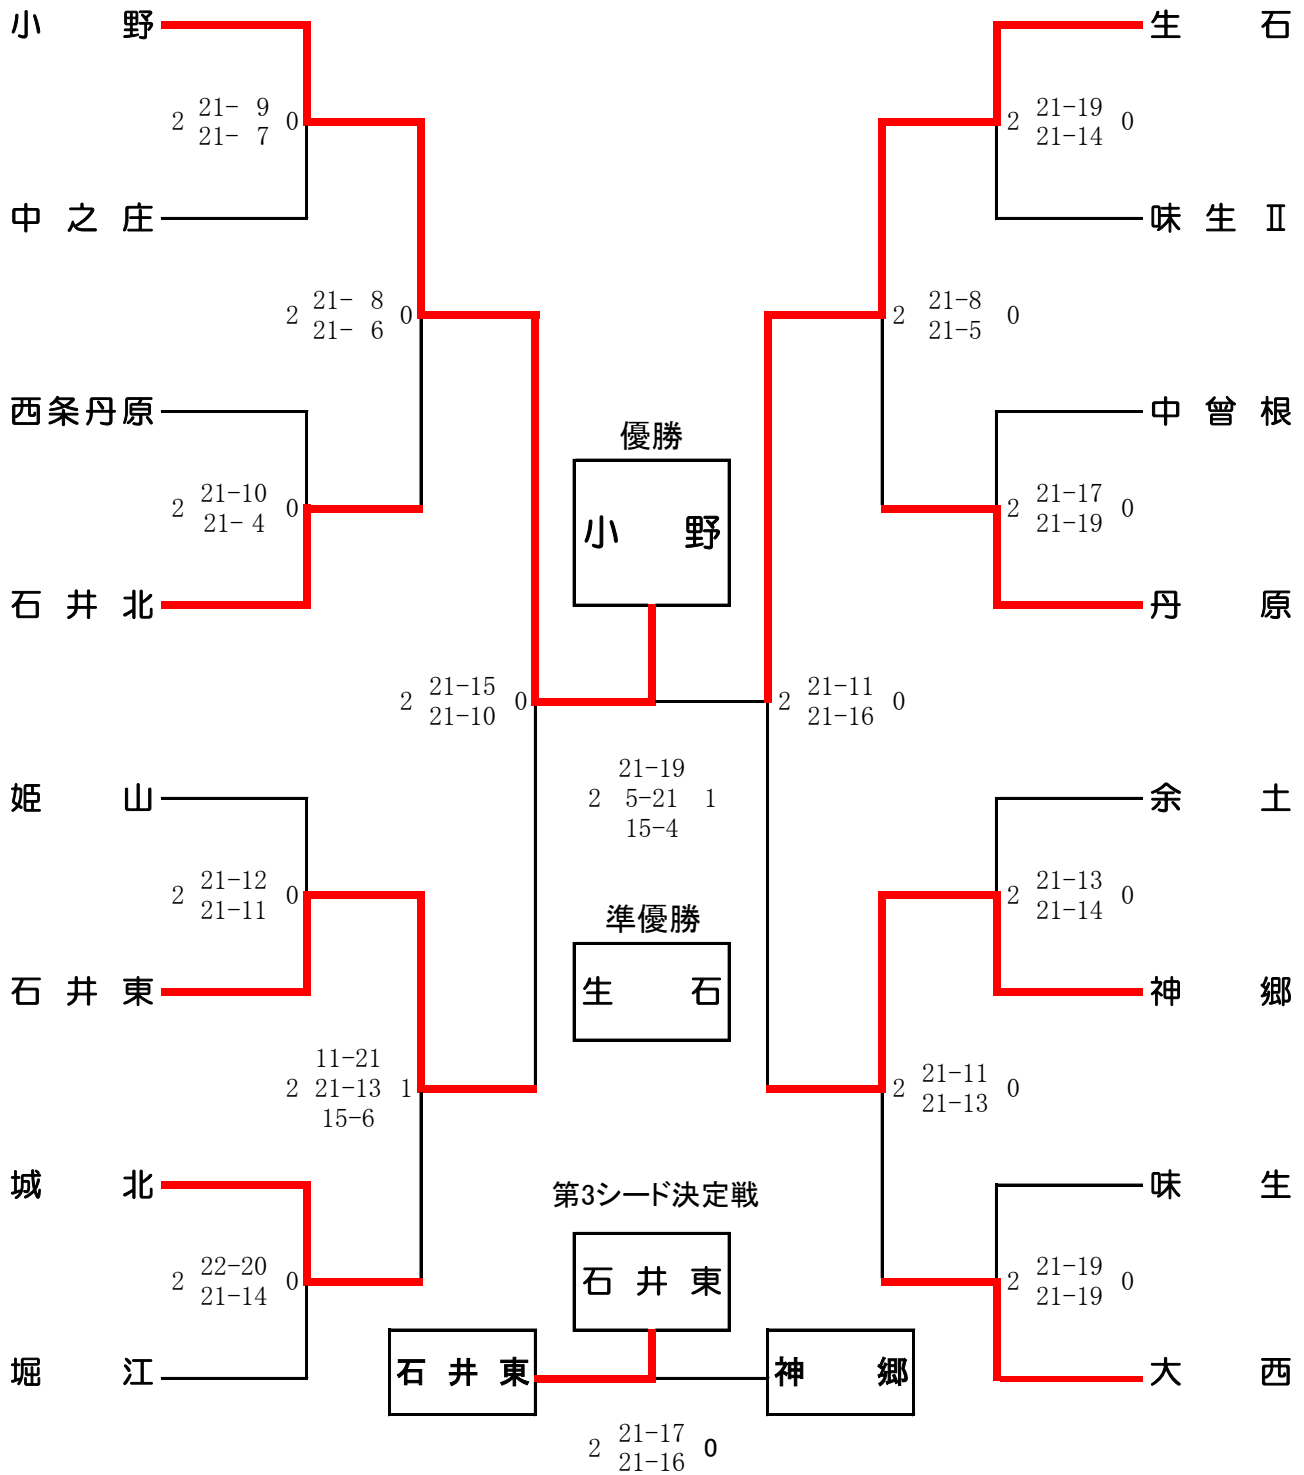 小 野
21- 9
2 0
21- 7
中 之 庄
21- 8
2 0
21- 6
西条丹原
21-10
2 0
21- 4
石 井 北
21-15
2 0
21-10
姫 山
21-12
2 0
21-11
石 井 東
11-21
2 21-13 1
15-6
城 北
22-20
2 0
21-14
堀 江
優勝
小 野
21-19
2 5-21 1
15-4
準優勝
生 石
第3シード決定戦
石 井 東
石 井 東 神 郷
21-17
2 0
21-16
生 石
21-19
2 0
21-14
味 生 Ⅱ
21-8
2 0
21-5
中 曾 根
21-17
2 0
21-19
丹 原
21-11
2 0
21-16
余 土
21-13
2 0
21-14
神 郷
21-11
2 0
21-13
味 生
21-19
2 0
21-19
大 西